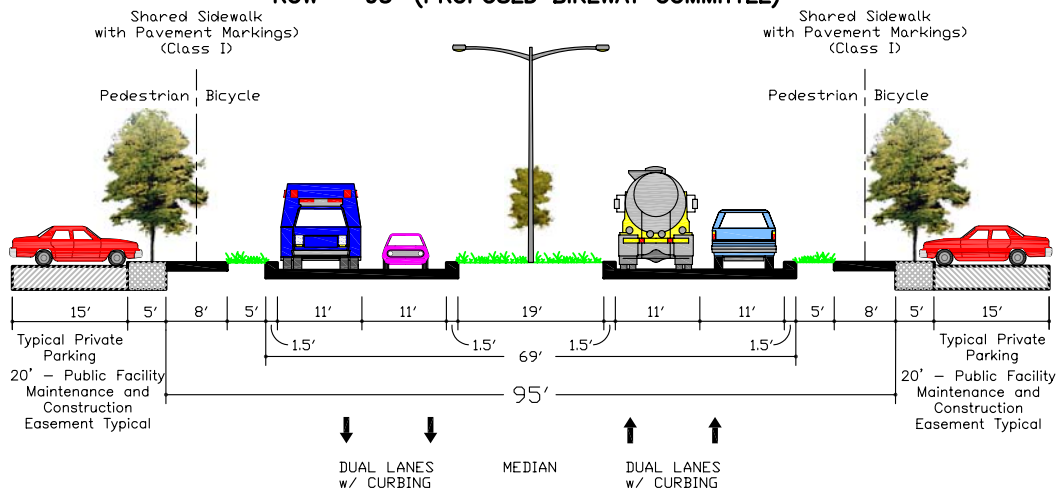 Shared Sidewalk
with Pavement Markings)
(Class I)
Pedestrian
Bicycle
Shared Sidewalk
with Pavement Markings)
(Class I)
Pedestrian
Bicycle
15'
5'
8'
5'
11'
11'
19'
11'
11'
5'
8'
5'
15'
1.5'
1.5'
1.5'
1.5'
69'
95'
Typical Private
Parking
20' - Public Facility
Maintenance and
Construction
Easement Typical
Typical Private
Parking
20' - Public Facility
Maintenance and
Construction
Easement Typical
DUAL LANES
w/ CURBING
MEDIAN
DUAL LANES
w/ CURBING